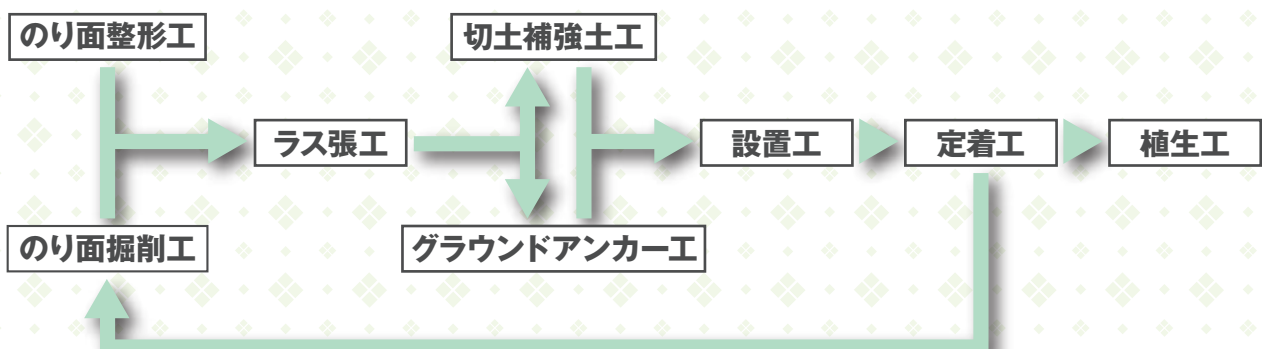 のり面整形工
切土補強土工
ラス張工
設置工
定着工
植生工
のり面掘削工
グラウンドアンカー工